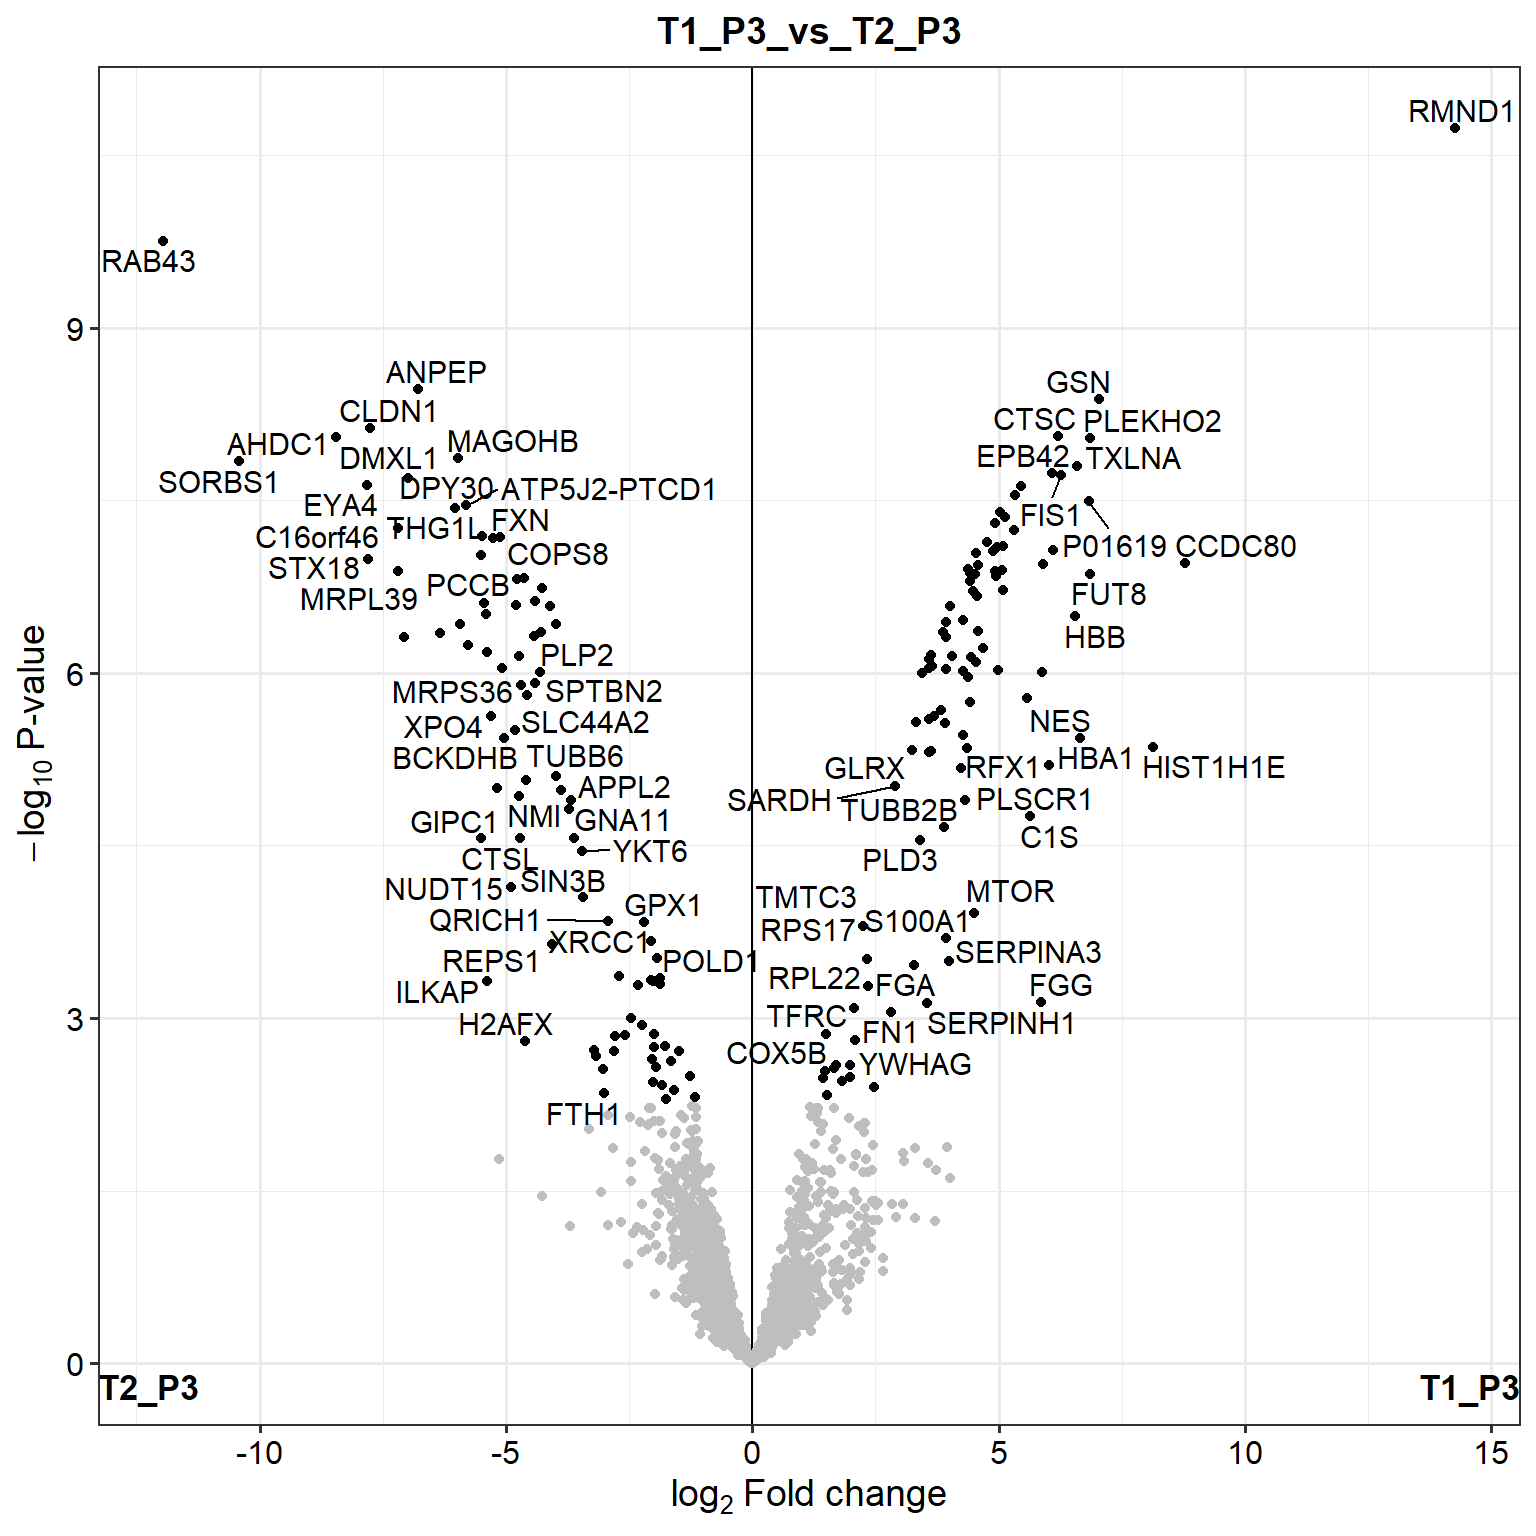 T1_P3_vs_T2_P3
RMND1
RAB43
9
ANPEP
GSN
CLDN1
CTSC
PLEKHO2
AHDC1
MAGOHB
DMXL1
EPB42
TXLNA
SORBS1
DPY30
ATP5J2-PTCD1
EYA4
FIS1
THG1L
FXN
C16orf46
P01619
CCDC80
COPS8
STX18
PCCB
FUT8
MRPL39
HBB
PLP2
6
MRPS36
SPTBN2
XPO4
SLC44A2
NES
BCKDHB
TUBB6
GLRX
RFX1
HBA1
HIST1H1E
APPL2
SARDH
TUBB2B
PLSCR1
GIPC1
NMI
GNA11
C1S
CTSL
YKT6
PLD3
NUDT15
SIN3B
MTOR
TMTC3
GPX1
QRICH1
RPS17
S100A1
XRCC1
SERPINA3
REPS1
POLD1
RPL22
FGA
FGG
ILKAP
TFRC
H2AFX
3
FN1
SERPINH1
COX5B
YWHAG
FTH1
−log10 P-value
0
T2_P3
T1_P3
-10
-5
0
5
10
15
log2 Fold change